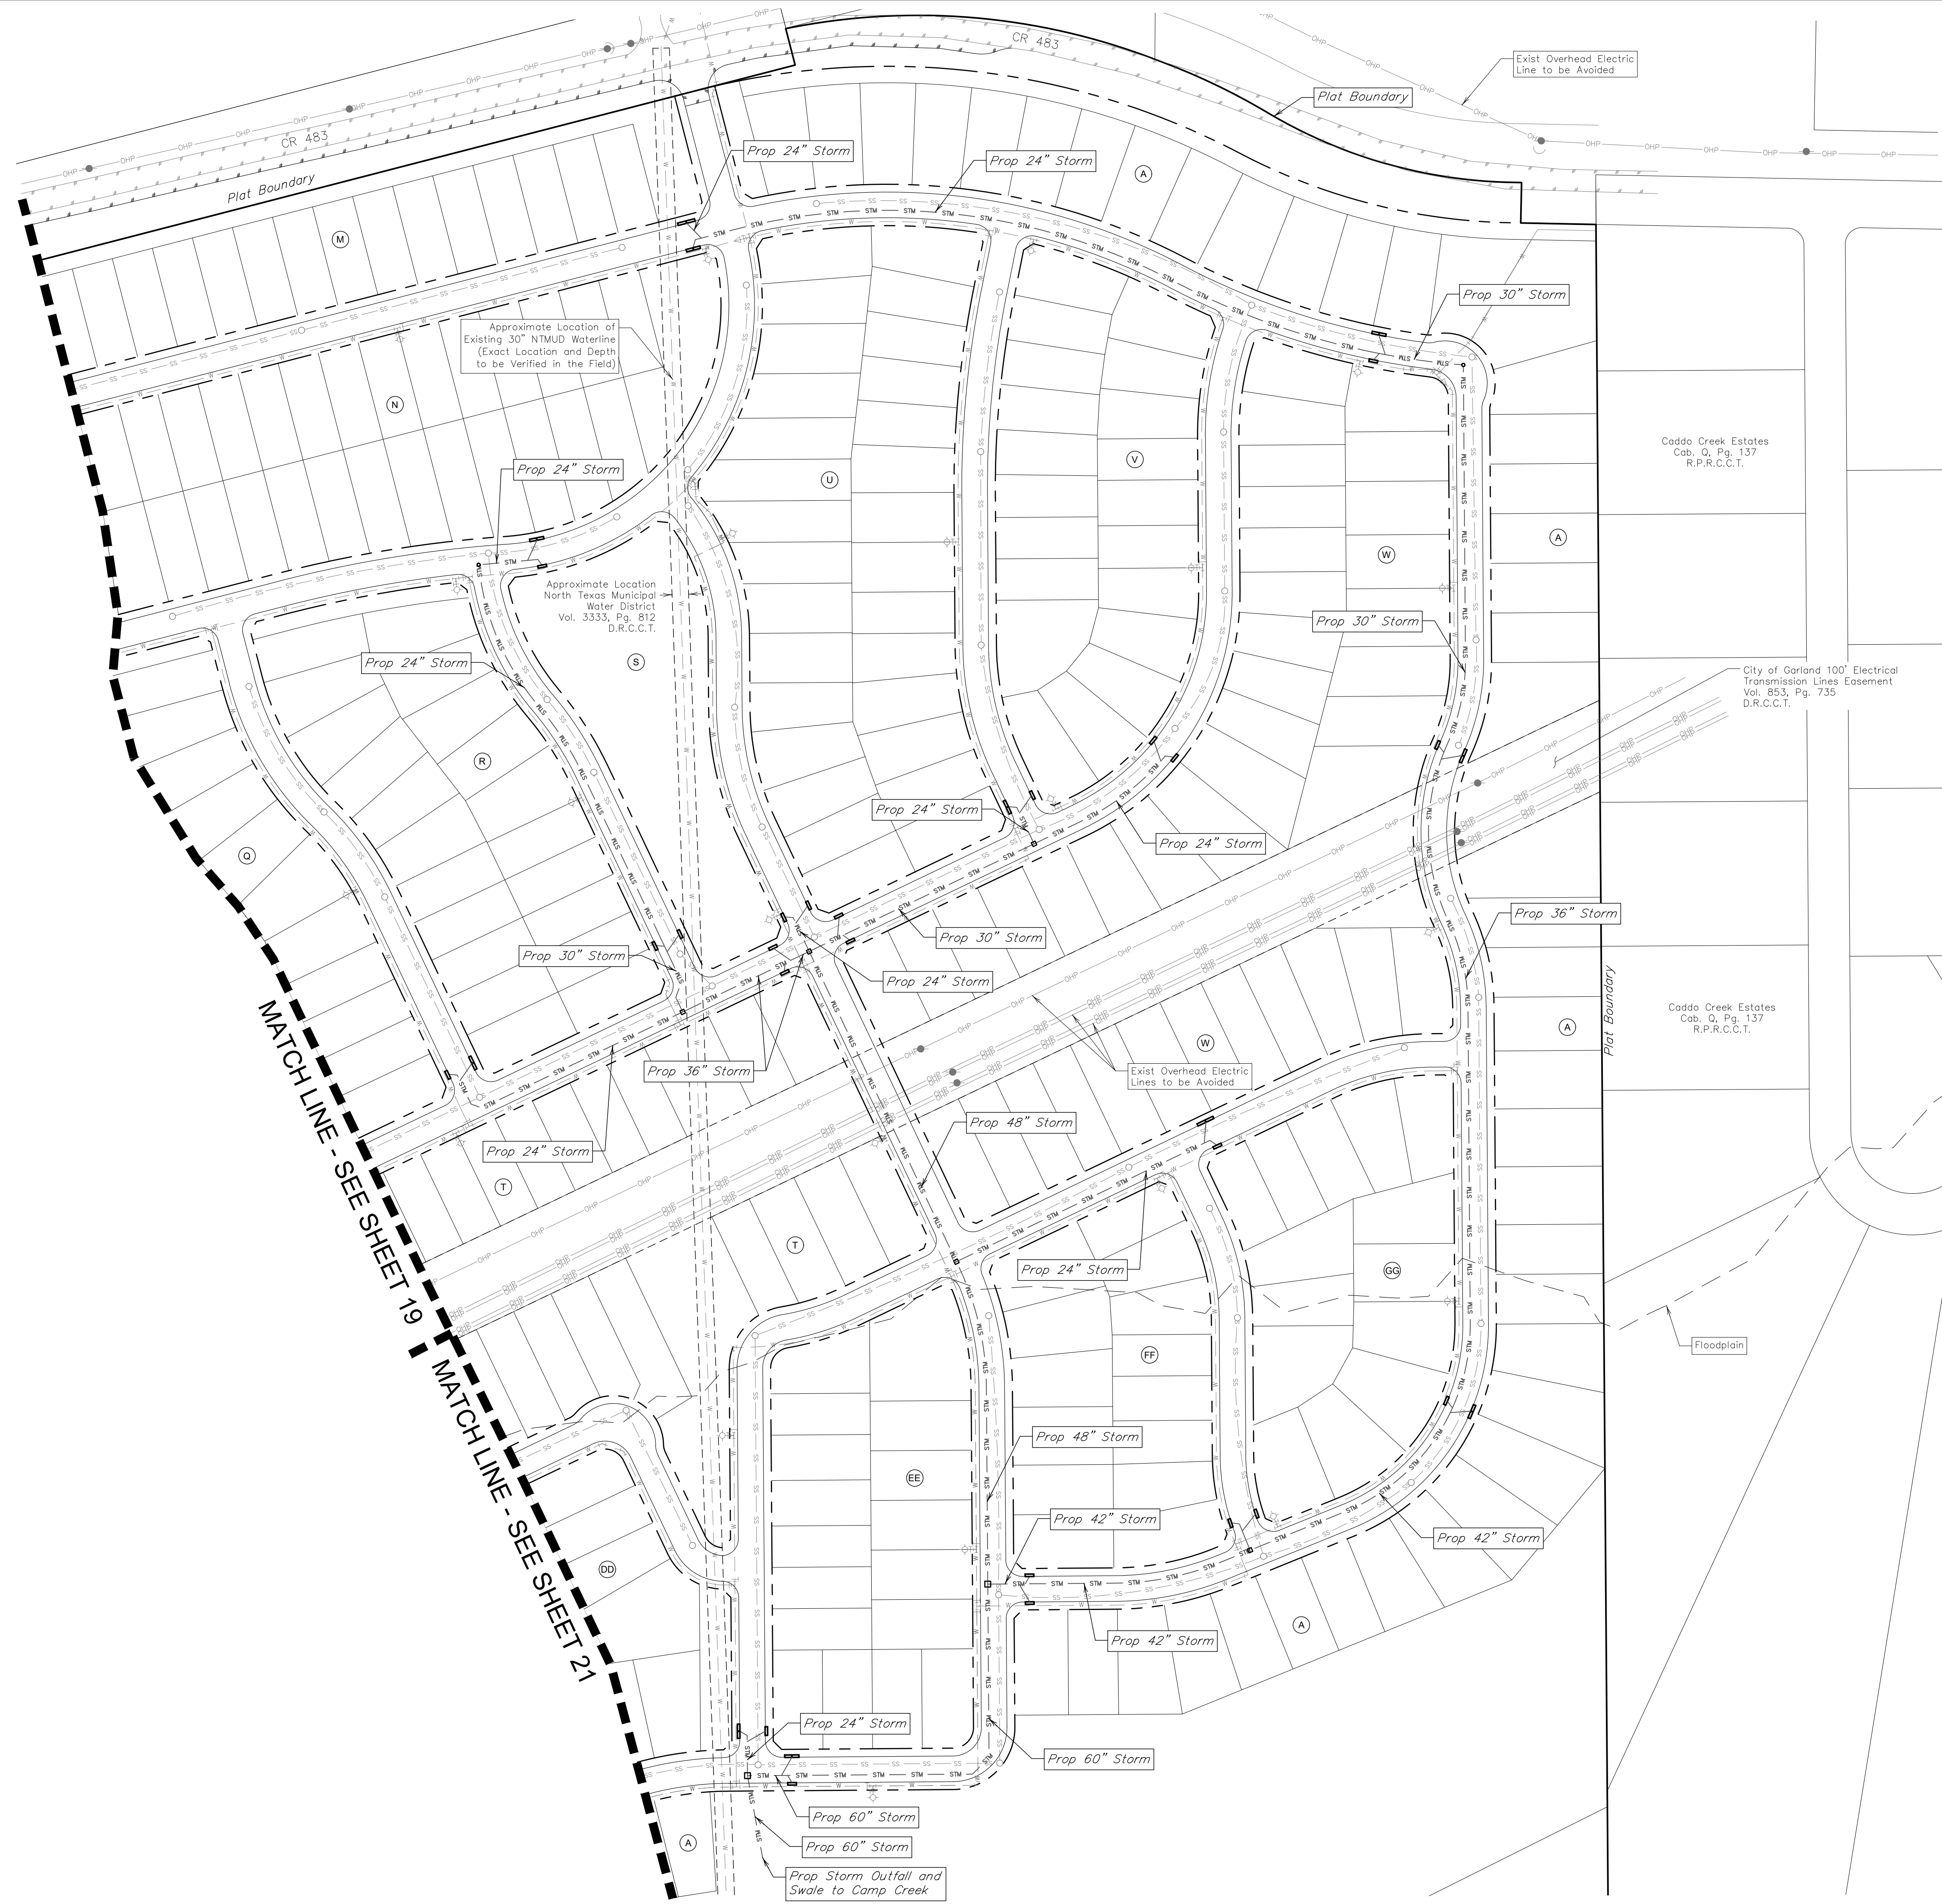 CR 483
Exist Overhead Electric
Line to be Avoided
Plat Boundary
CR 483
Prop 24" Storm
Prop 24" Storm
A
Plat Boundary
M
Prop 30" Storm
Approximate Location of
Existing 30" NTMUD Waterline
(Exact Location and Depth
to be Verified in the Field)
N
Caddo Creek Estates
Cab. Q, Pg. 137
R.P.R.C.C.T.
Prop 24" Storm
U
V
A
W
Approximate Location
North Texas Municipal
Water District
Vol. 3333, Pg. 812
D.R.C.C.T.
Prop 30" Storm
S
Prop 24" Storm
City of Garland 100' Electrical
Transmission Lines Easement
Vol. 853, Pg. 735
D.R.C.C.T.
R
Prop 24" Storm
Prop 24" Storm
Q
Prop 36" Storm
Prop 30" Storm
Prop 30" Storm
Prop 24" Storm
Plat Boundary
Caddo Creek Estates
Cab. Q, Pg. 137
R.P.R.C.C.T.
A
W
Prop 36" Storm
Exist Overhead Electric
Lines to be Avoided
MATCH LINE - SEE SHEET 19
Prop 48" Storm
Prop 24" Storm
T
T
Prop 24" Storm
GG
Floodplain
FF
MATCH LINE - SEE SHEET 21
Prop 48" Storm
EE
Prop 42" Storm
Prop 42" Storm
DD
A
Prop 42" Storm
Prop 24" Storm
Prop 60" Storm
Prop 60" Storm
A
Prop 60" Storm
Prop Storm Outfall and
Swale to Camp Creek
OHP
SS
STM
W